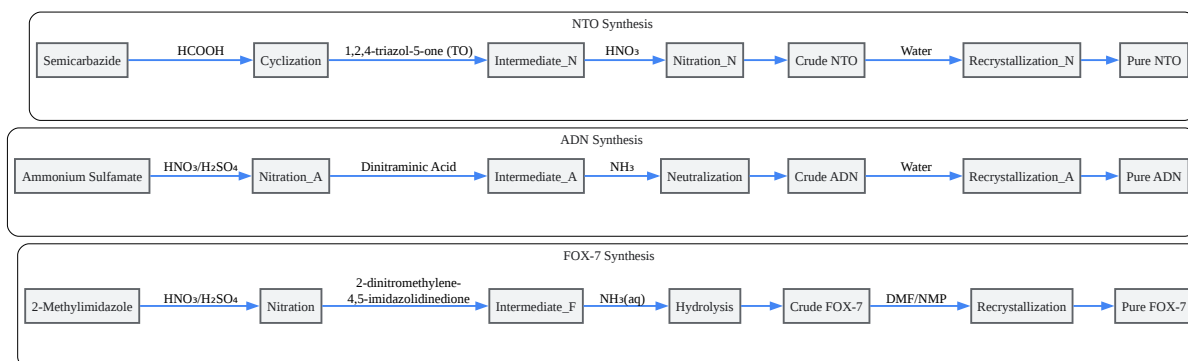 NTO Synthesis
Semicarbazide
HCOOH
Cyclization
1,2,4-triazol-5-one (TO)
Intermediate_N
HNO₃
Nitration_N
Crude NTO
Water
Recrystallization_N
Pure NTO
ADN Synthesis
Ammonium Sulfamate
HNO₃/H₂SO₄
Nitration_A
Dinitraminic Acid
Intermediate_A
NH₃
Neutralization
Crude ADN
Water
Recrystallization_A
Pure ADN
FOX-7 Synthesis
2-Methylimidazole
HNO₃/H₂SO₄
Nitration
2-dinitromethylene-
4,5-imidazolidinedione
Intermediate_F
NH₃(aq)
Hydrolysis
Crude FOX-7
DMF/NMP
Recrystallization
Pure FOX-7